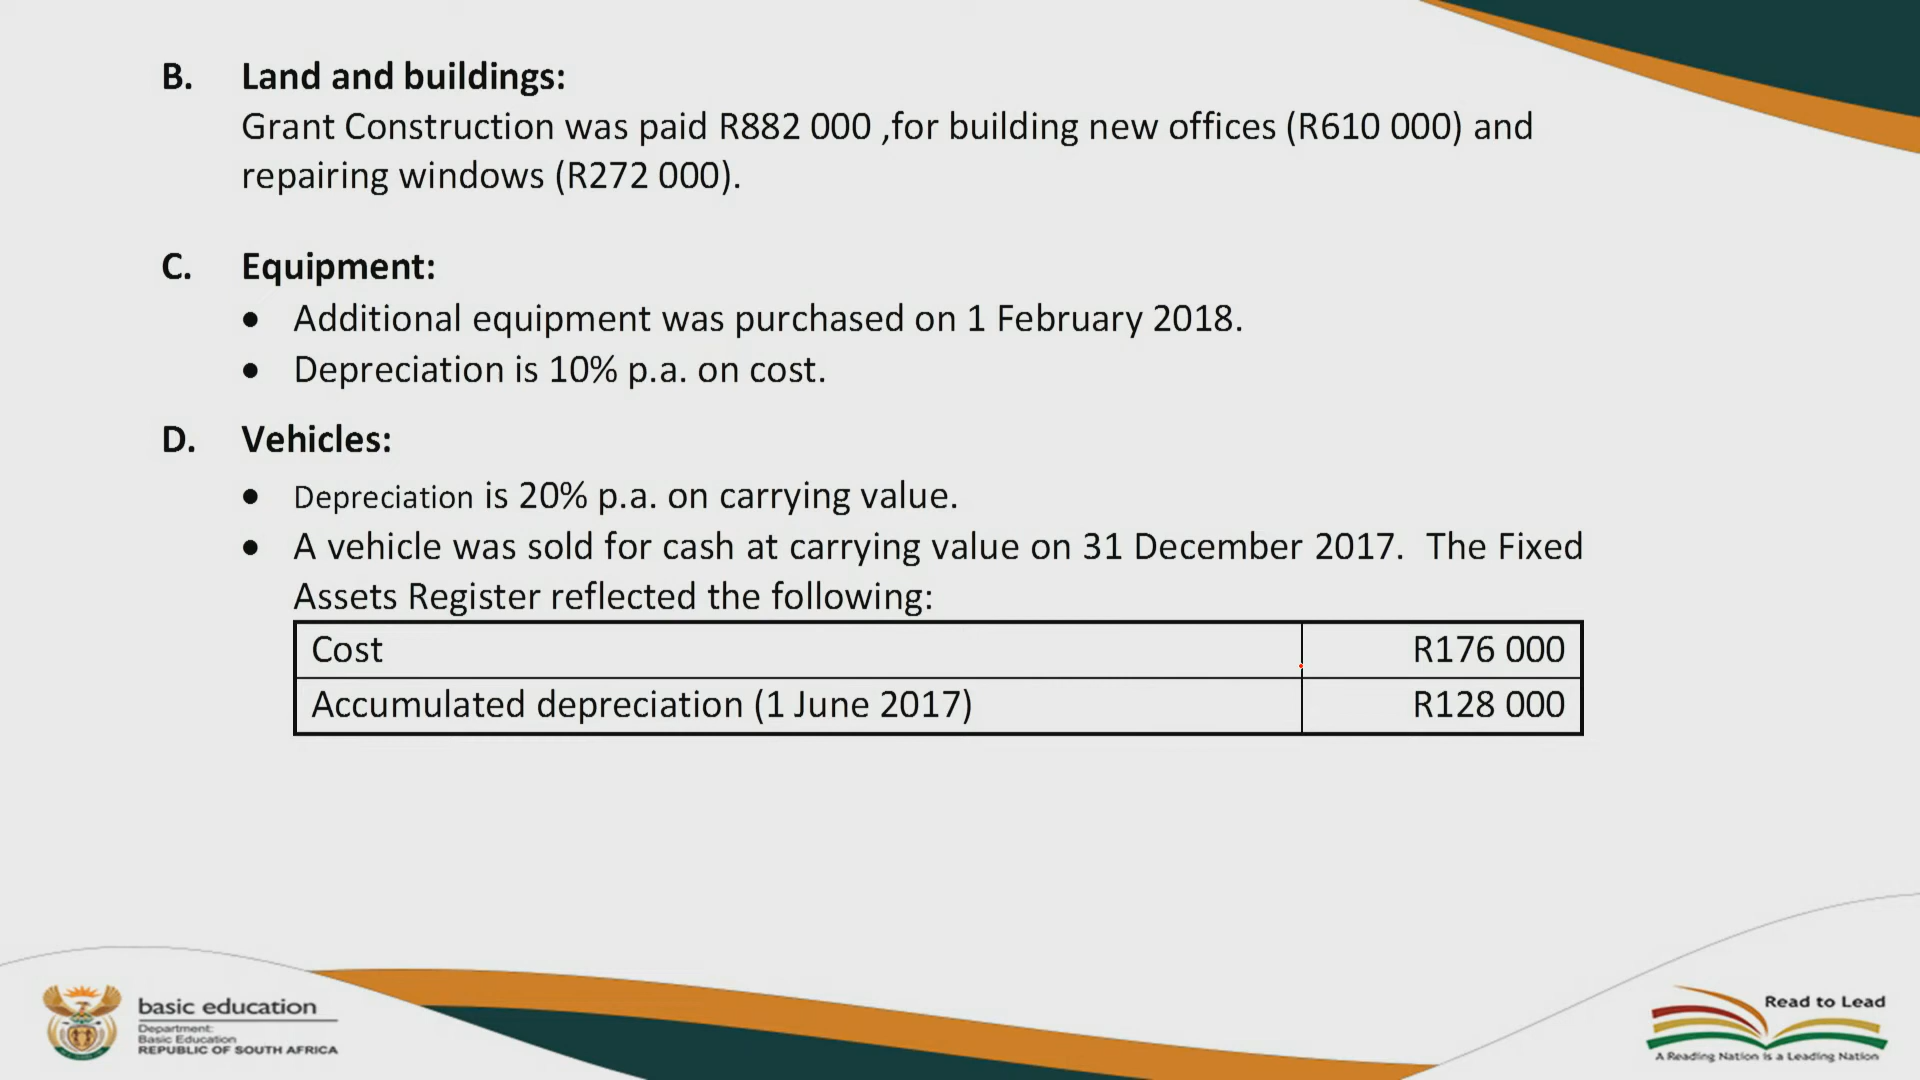 B. Land and buildings:
Grant Construction was paid R882 000 ,for building new offices (R610 000) and
repairing windows (R272 000).
C. Equipment:
• Additional equipment was purchased on 1 February 2018.
• Depreciation is 10% p.a. on cost.
D. Vehicles:
• Depreciation is 20% p.a. on carrying value.
• A vehicle was sold for cash at carrying value on 31 December 2017. The Fixed
Assets Register reflected the following:
Cost R176 000
Accumulated depreciation (1 June 2017) R128 000
basic education
Department:
Basic Education
REPUBLIC OF SOUTH AFRICA
Read to Lead
A Reading Nation is a Leading Nation